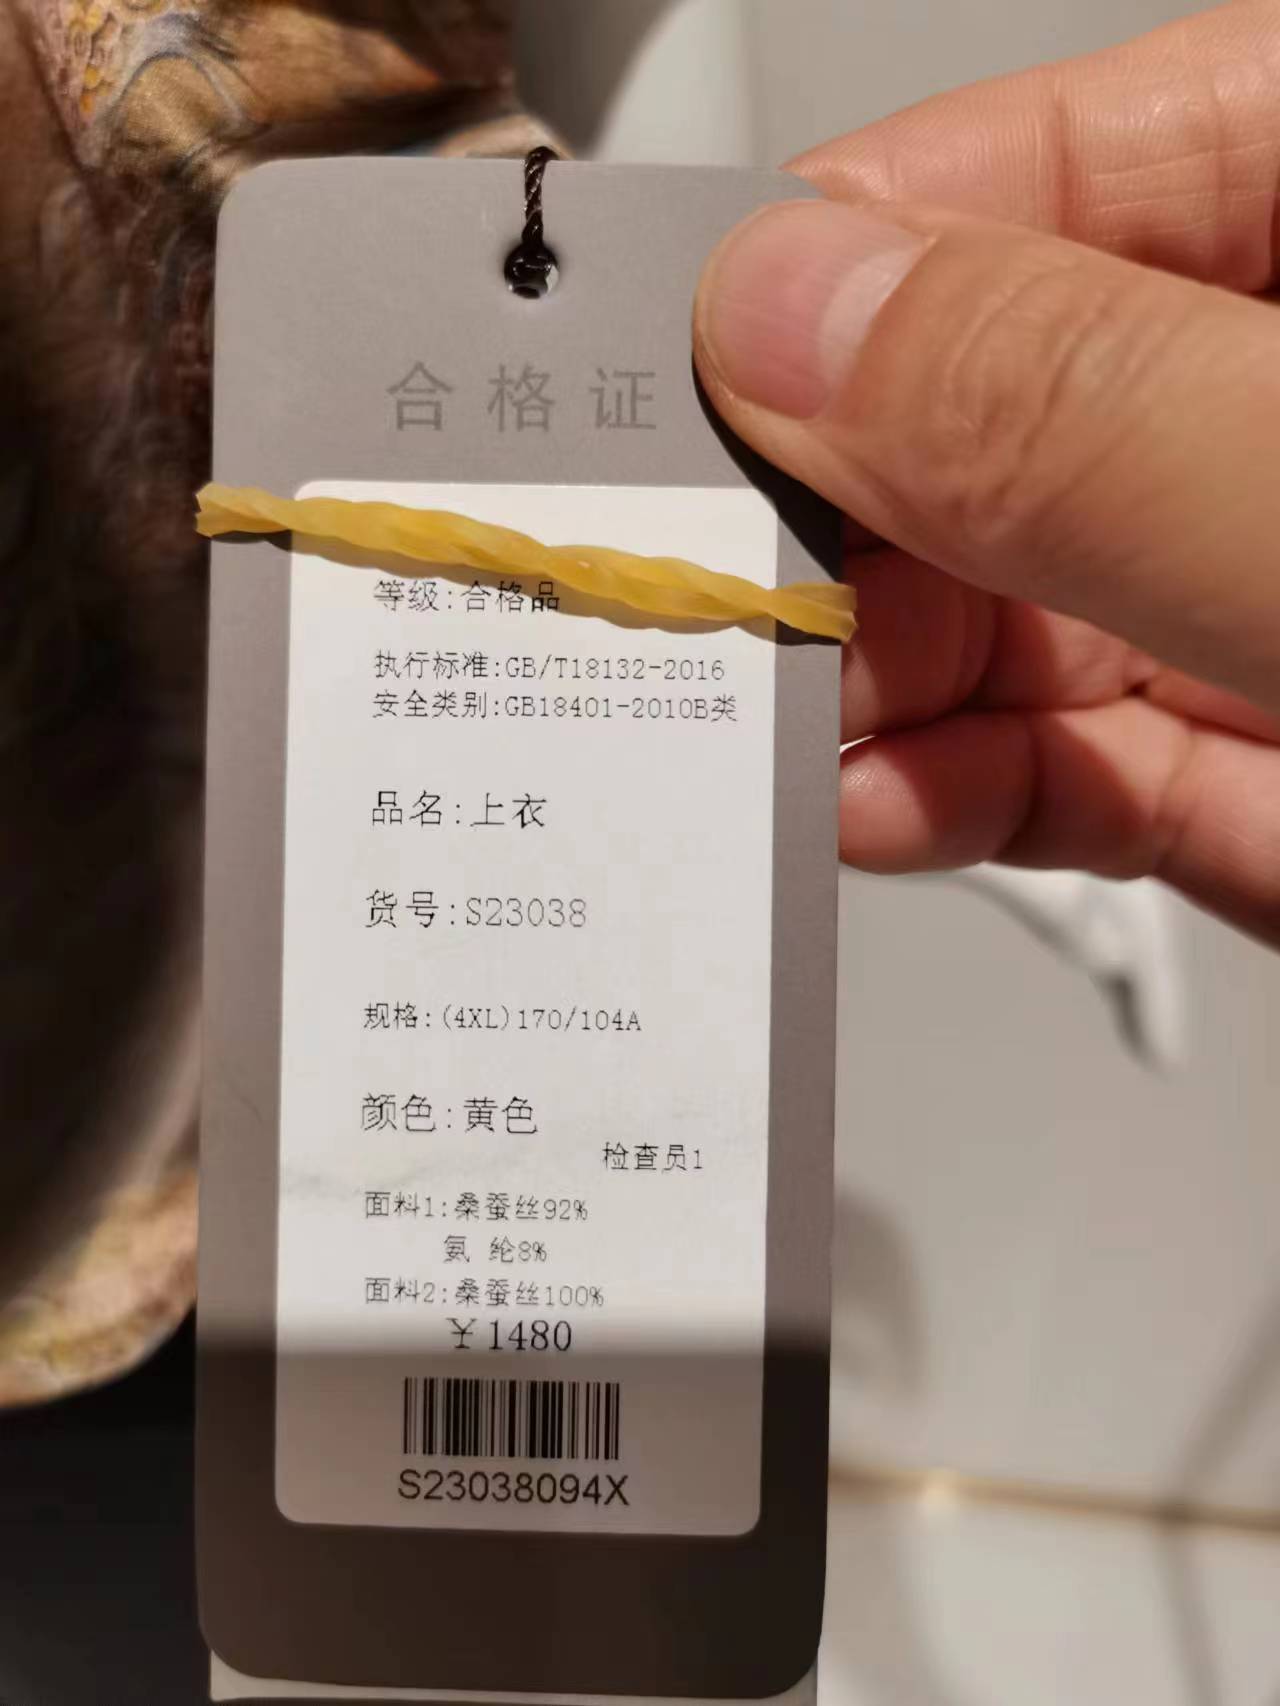 合格证
等级:合格品
执行标准:GB/T18132-2016
安全类别:GB18401-2010B类
品名:上衣
货号:S23038
规格:(4XL)170/104A
颜色:黄色
检查员1
面料1:桑蚕丝92%
氨 纶8%
面料2:桑蚕丝100%
￥1480
S23038094X